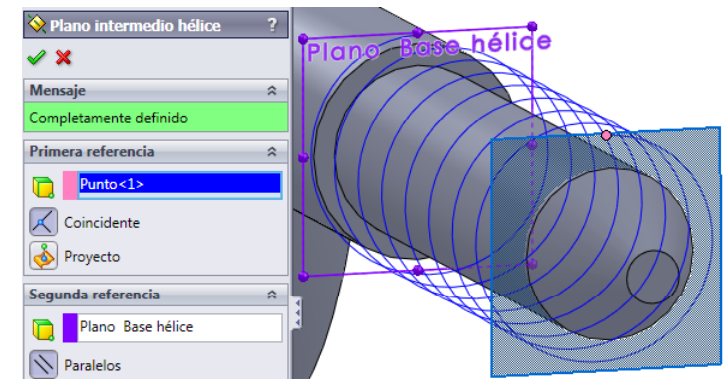 Plano intermedio hélice ?
Mensaje
Completamente definido
Primera referencia
Punto<1>
Coincidente
Proyecto
Segunda referencia
Plano Base hélice
Paralelos
Plano Base hélice